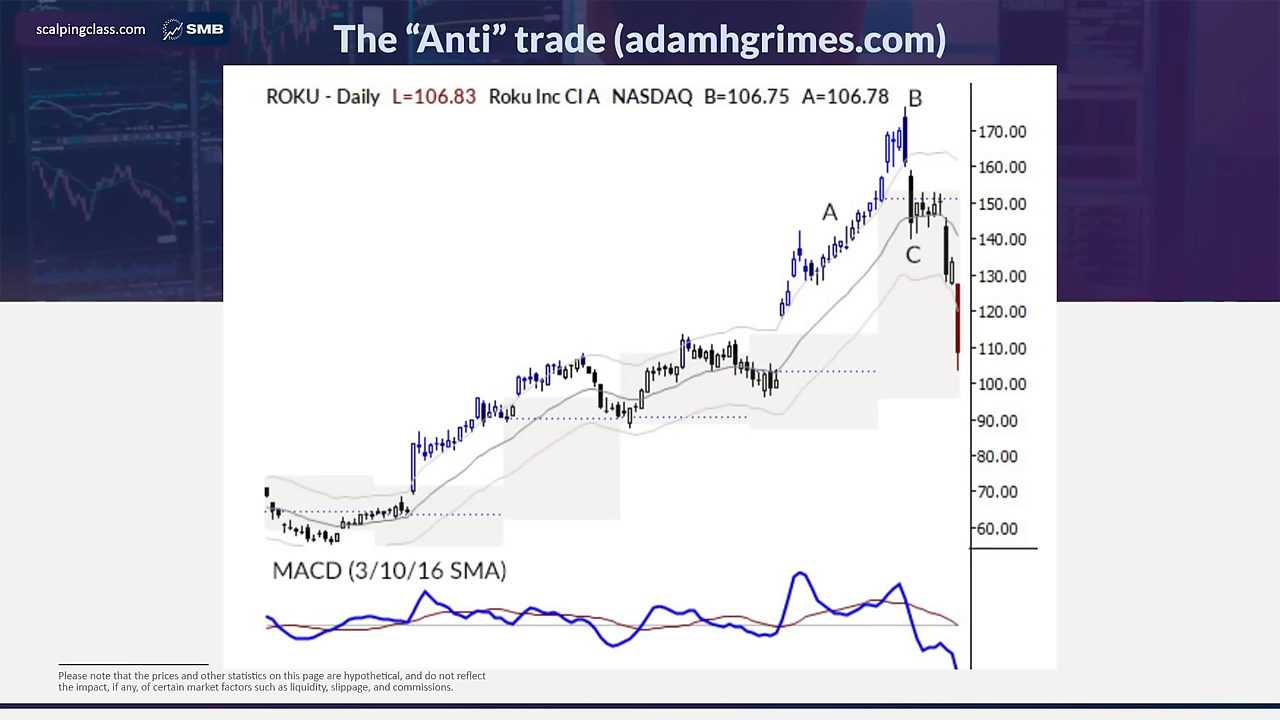 scalpingclass.com
SMB
The “Anti” trade (adamhgrimes.com)
ROKU - Daily L=106.83 Roku Inc Cl A NASDAQ B=106.75 A=106.78
B
A
C
170.00
160.00
150.00
140.00
130.00
120.00
110.00
100.00
90.00
80.00
70.00
60.00
MACD (3/10/16 SMA)
Please note that the prices and other statistics on this page are hypothetical, and do not reflect
the impact, if any, of certain market factors such as liquidity, slippage, and commissions.